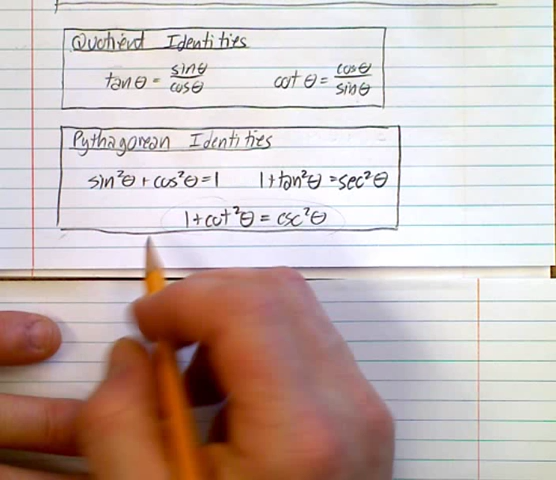 Quotient Identities
tanθ = sinθ/cosθ cotθ = cosθ/sinθ
Pythagorean Identities
sin²θ + cos²θ = 1 1 + tan²θ = sec²θ
1 + cot²θ = csc²θ